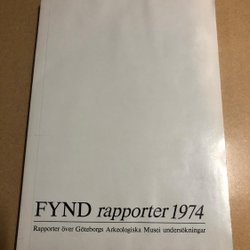 FYND rapporter 1974
Rapporter över Göteborgs Arkeologiska Musei undersökningar